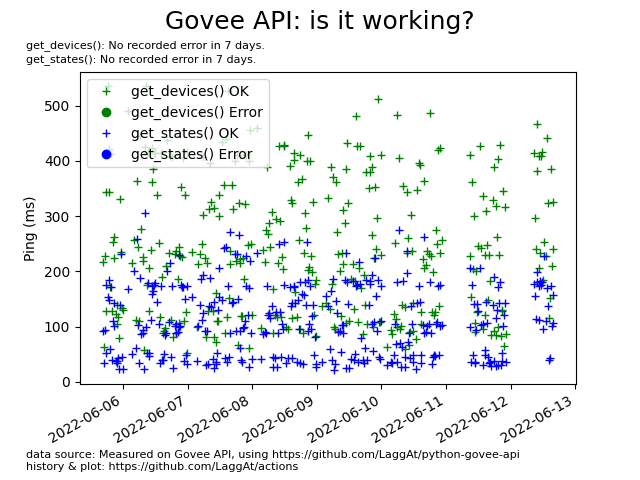 Govee API: is it working?
get_devices(): No recorded error in 7 days.
get_states(): No recorded error in 7 days.
get_devices() OK
get_devices() Error
get_states() OK
get_states() Error
Ping (ms)
500
400
300
200
100
0
2022-06-06
2022-06-07
2022-06-08
2022-06-09
2022-06-10
2022-06-11
2022-06-12
2022-06-13
data source: Measured on Govee API, using https://github.com/LaggAt/python-govee-api
history & plot: https://github.com/LaggAt/actions